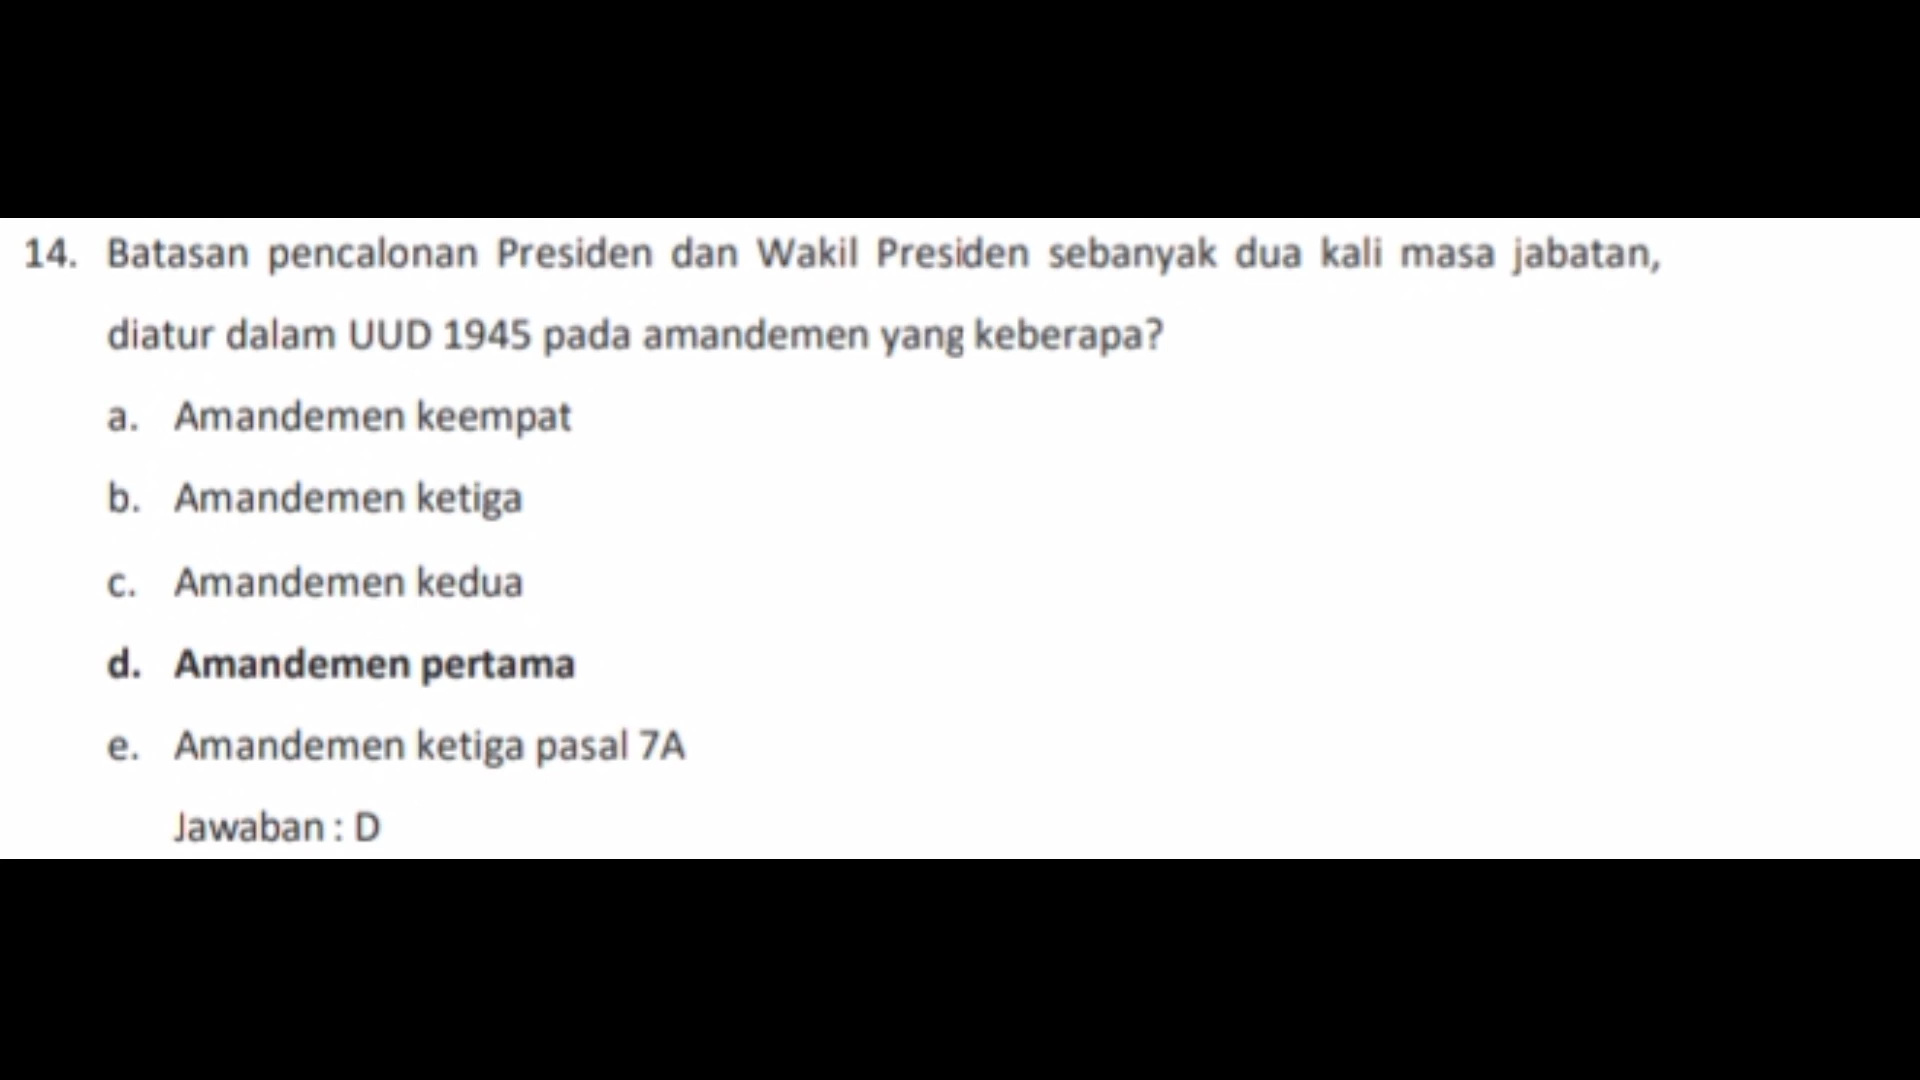 14. Batasan pencalonan Presiden dan Wakil Presiden sebanyak dua kali masa jabatan,
diatur dalam UUD 1945 pada amandemen yang keberapa?
a. Amandemen keempat
b. Amandemen ketiga
c. Amandemen kedua
d. Amandemen pertama
e. Amandemen ketiga pasal 7A
Jawaban : D